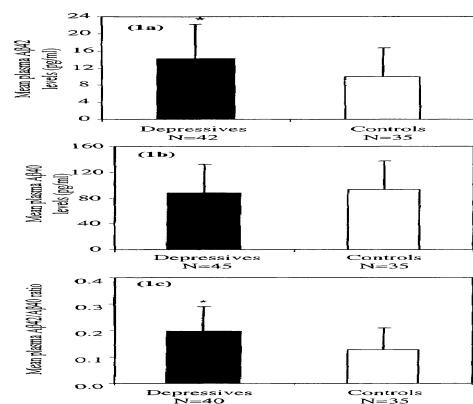 (1a)
*
Mean plasma Aβ42
levels (pg/ml)
24
20
16
12
8
4
0
Depressives
N=42
Controls
N=35
(1b)
Mean plasma Aβ40
levels (pg/ml)
160
120
80
40
0
Depressives
N=45
Controls
N=35
(1c)
*
Mean plasma Aβ42/Aβ40 ratio
0.4
0.3
0.2
0.1
0.0
Depressives
N=40
Controls
N=35